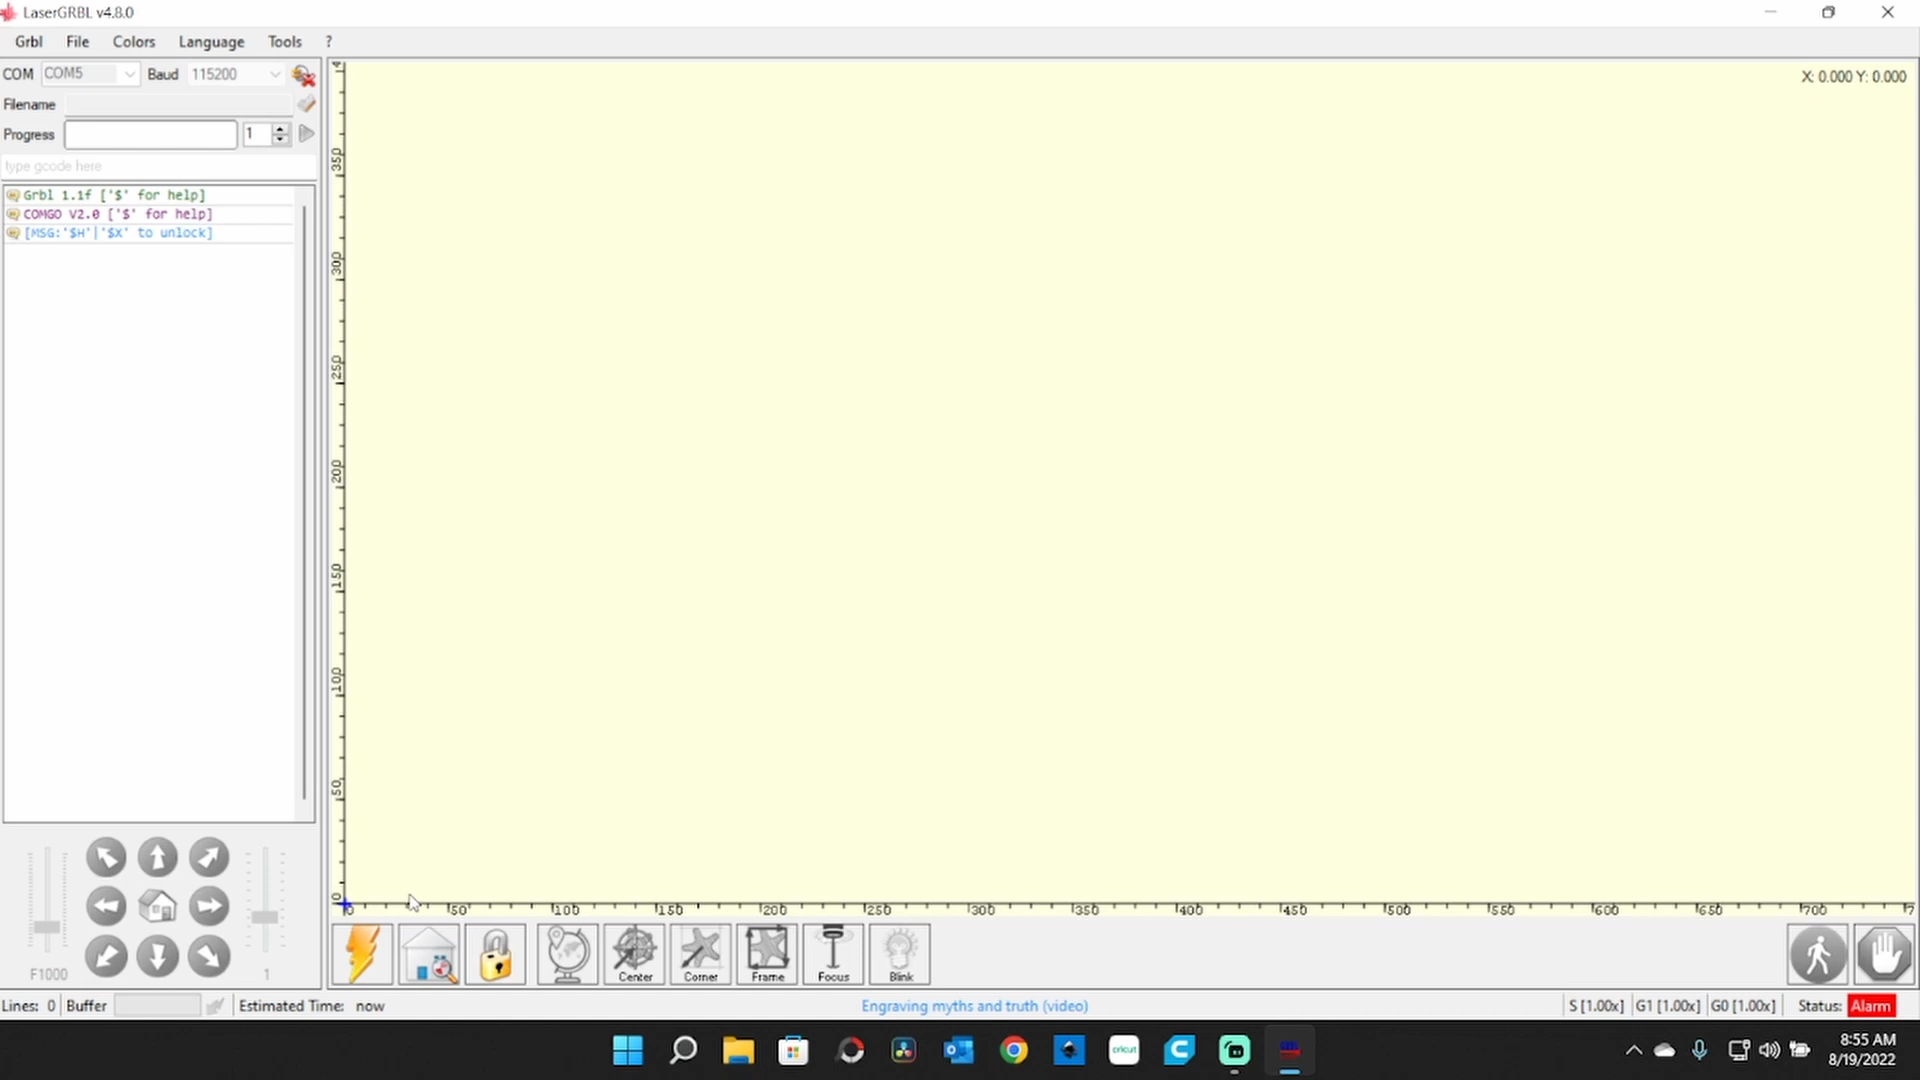 LaserGRBL v4.8.0
Grbl File Colors Language Tools ?
COM COM5 Baud 115200
Filename
Progress 1
type gcode here
Grbl 1.1f ['$' for help]
COMGO V2.0 ['$' for help]
[MSG:'$H'|'$X' to unlock]
X: 0.000 Y: 0.000
350
300
250
200
150
100
50
0
0 50 100 150 200 250 300 350 400 450 500 550 600 650 700
F1000 1
Center Corner Frame Focus Blink
Lines: 0 Buffer Estimated Time: now Engraving myths and truth (video) S [1.00x] G1 [1.00x] G0 [1.00x] Status: Alarm
cricut
8:55 AM
8/19/2022